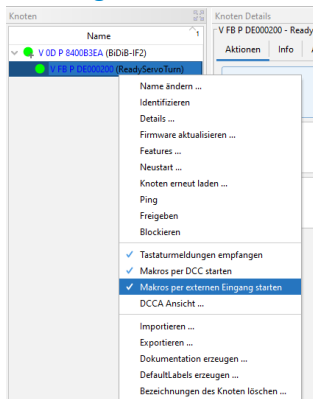 Knoten
Knoten Details
Name
1
V FB P DE000200 - Ready
Aktionen Info
V 0D P 8400B3EA (BiDiB-IF2)
V FB P DE000200 (ReadySeivoTurn)
Name ändern ...
Identifizieren
Details ...
Firmware aktualisieren ...
Features ...
Neustart ...
Knoten erneut laden ...
Ping
Freigeben
Blockieren
Tastaturmeldungen empfangen
Makros per DCC starten
Makros per externen Eingang starten
DCCA Ansicht ...
Importieren ...
Exportieren ...
Dokumentation erzeugen ...
DefaultLabels erzeugen ...
Bezeichnungen des Knoten löschen ...